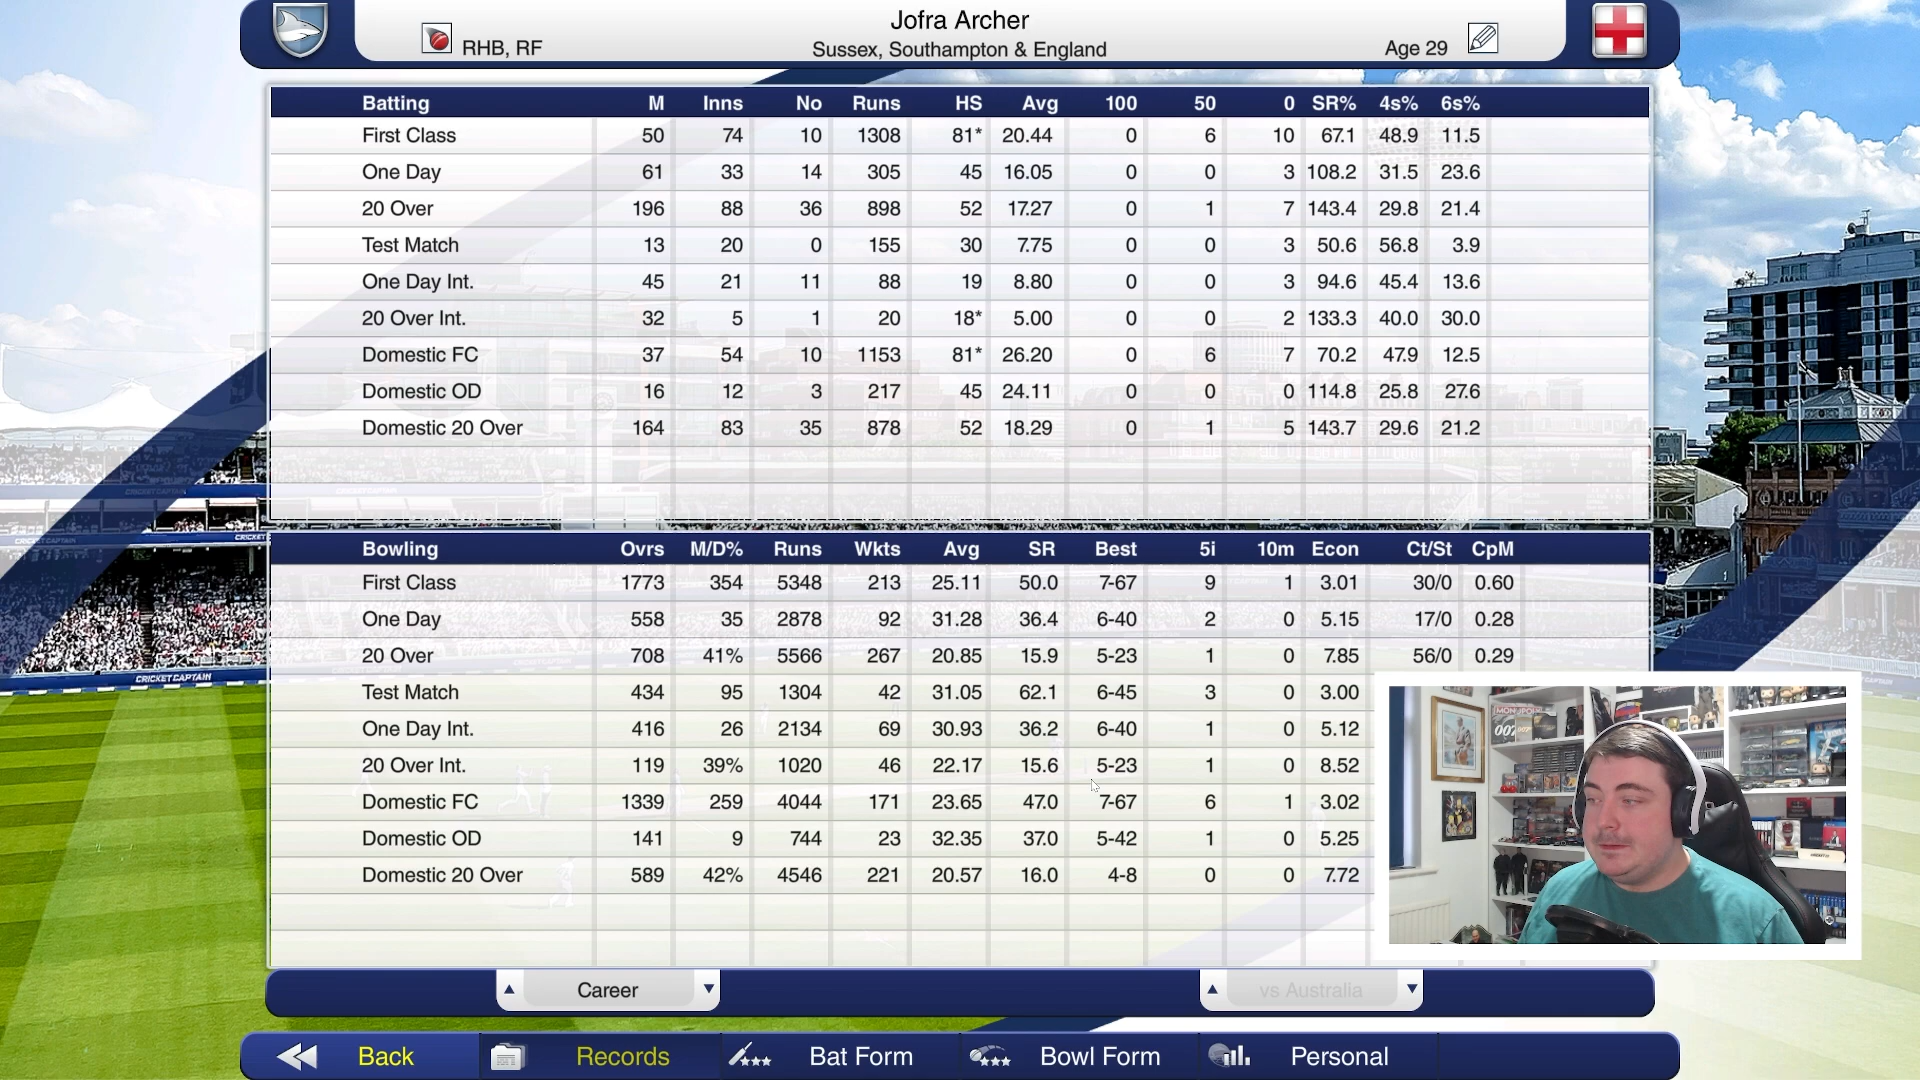 Jofra Archer
RHB, RF
Sussex, Southampton & England
Age 29
Batting M Inns No Runs HS Avg 100 50 0 SR% 4s% 6s%
First Class 50 74 10 1308 81* 20.44 0 6 10 67.1 48.9 11.5
One Day 61 33 14 305 45 16.05 0 0 3 108.2 31.5 23.6
20 Over 196 88 36 898 52 17.27 0 1 7 143.4 29.8 21.4
Test Match 13 20 0 155 30 7.75 0 0 3 50.6 56.8 3.9
One Day Int. 45 21 11 88 19 8.80 0 0 3 94.6 45.4 13.6
20 Over Int. 32 5 1 20 18* 5.00 0 0 2 133.3 40.0 30.0
Domestic FC 37 54 10 1153 81* 26.20 0 6 7 70.2 47.9 12.5
Domestic OD 16 12 3 217 45 24.11 0 0 0 114.8 25.8 27.6
Domestic 20 Over 164 83 35 878 52 18.29 0 1 5 143.7 29.6 21.2
Bowling Ovrs M/D% Runs Wkts Avg SR Best 5i 10m Econ Ct/St CpM
First Class 1773 354 5348 213 25.11 50.0 7-67 9 1 3.01 30/0 0.60
One Day 558 35 2878 92 31.28 36.4 6-40 2 0 5.15 17/0 0.28
20 Over 708 41% 5566 267 20.85 15.9 5-23 1 0 7.85 56/0 0.29
Test Match 434 95 1304 42 31.05 62.1 6-45 3 0 3.00
One Day Int. 416 26 2134 69 30.93 36.2 6-40 1 0 5.12
20 Over Int. 119 39% 1020 46 22.17 15.6 5-23 1 0 8.52
Domestic FC 1339 259 4044 171 23.65 47.0 7-67 6 1 3.02
Domestic OD 141 9 744 23 32.35 37.0 5-42 1 0 5.25
Domestic 20 Over 589 42% 4546 221 20.57 16.0 4-8 0 0 7.72
CRICKET CAPTAIN
MONOPOLY
007
Career
vs Australia
Back Records Bat Form Bowl Form Personal